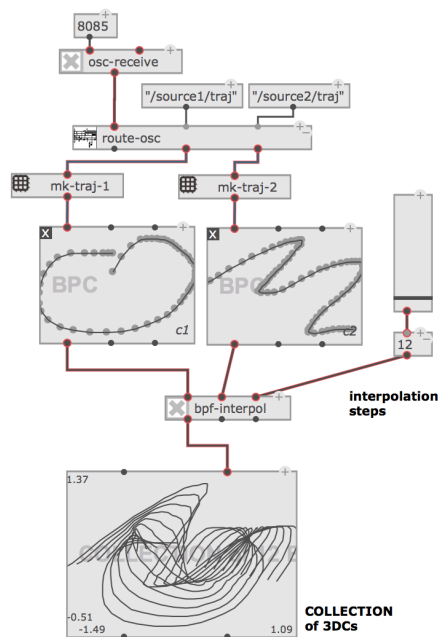 8085
osc-receive
"/source1/traj" "/source2/traj"
route-osc
mk-traj-1 mk-traj-2
BPC
c1
BPC
c2
12
interpolation
steps
bpf-interpol
1.37
-0.51
-1.49 1.09
COLLECTION
of 3DCs